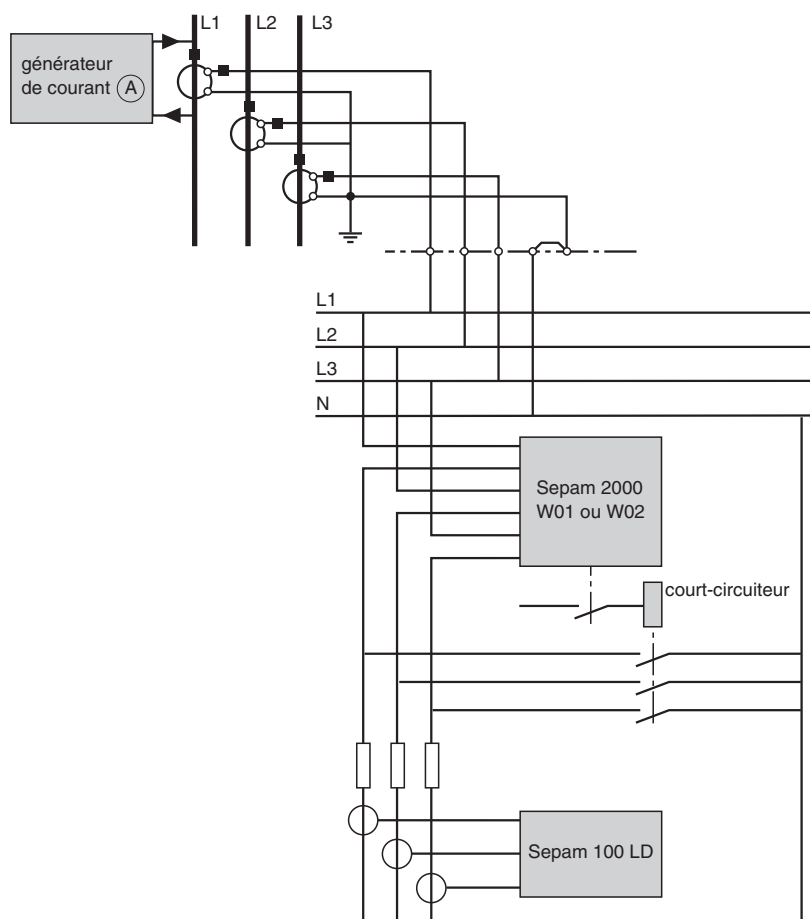 L1 L2 L3
générateur
de courant A
L1
L2
L3
N
Sepam 2000
W01 ou W02
court-circuiteur
Sepam 100 LD